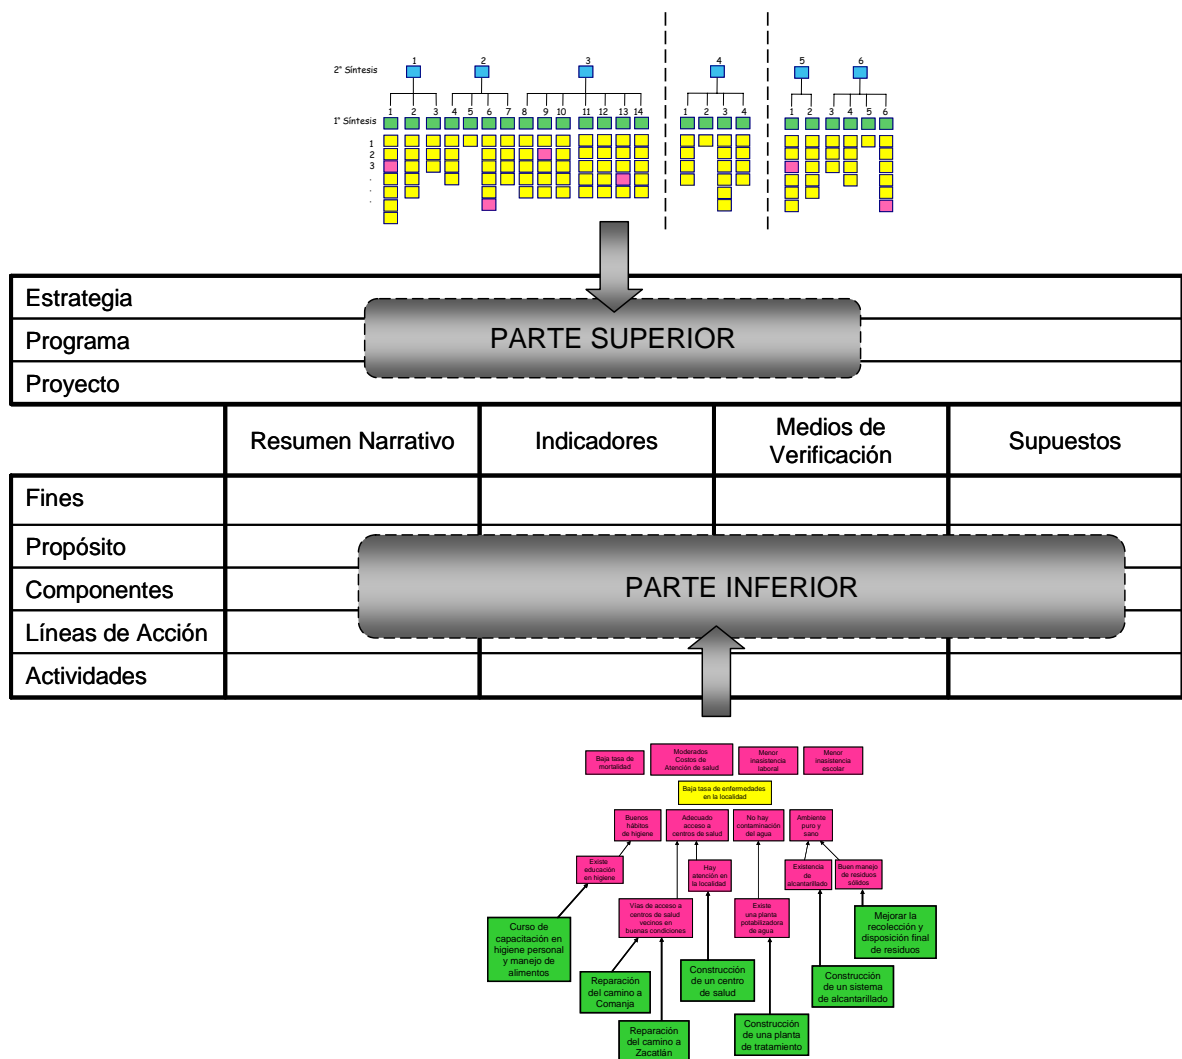 1 2 3 4 5 6
2ª Síntesis
1 2 3 4 5 6 7 8 9 10 11 12 13 14 1 2 3 4 1 2 3 4 5 6
1ª Síntesis
1
2
3
.
.
.
Estrategia
Programa
Proyecto
PARTE SUPERIOR
Resumen Narrativo
Indicadores
Medios de
Verificación
Supuestos
Fines
Propósito
Componentes
Líneas de Acción
Actividades
PARTE INFERIOR
Baja tasa de
mortalidad
Moderados
Costos de
Atención de salud
Menor
inasistencia
laboral
Menor
inasistencia
escolar
Baja tasa de enfermedades
en la localidad
Buenos
hábitos
de higiene
Adecuado
acceso a
centros de salud
No hay
contaminación
del agua
Ambiente
puro y
sano
Existe
educación
en higiene
Hay
atención en
la localidad
Existencia
de
alcantarillado
Buen manejo
de residuos
sólidos
Vías de acceso a
centros de salud
vecinos en
buenas condiciones
Existe
una planta
potabilizadora
de agua
Curso de
capacitación en
higiene personal
y manejo de
alimentos
Mejorar la
recolección y
disposición final
de residuos
Reparación
del camino a
Comanja
Construcción
de un centro
de salud
Construcción
de un sistema
de alcantarillado
Reparación
del camino a
Zacatlán
Construcción
de una planta
de tratamiento